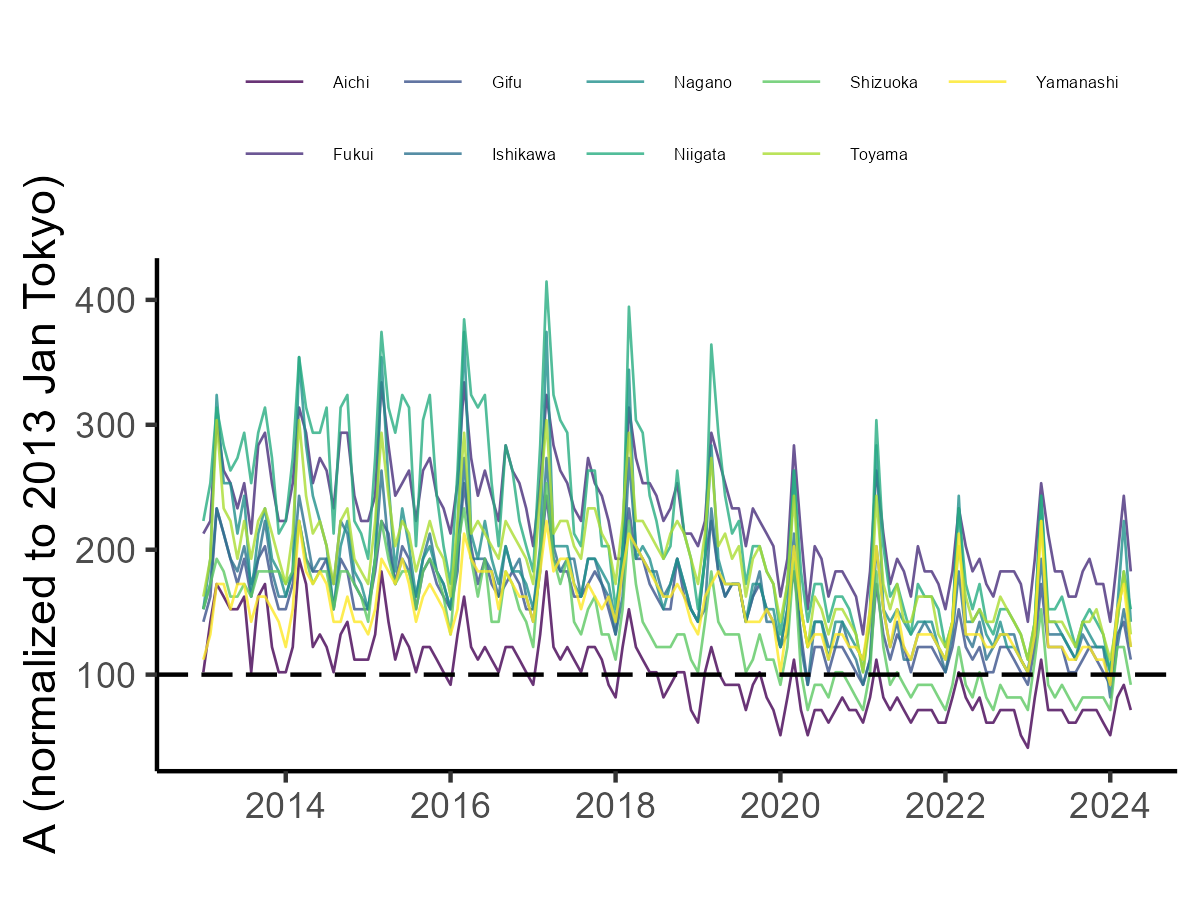 Aichi Gifu Nagano Shizuoka Yamanashi
Fukui Ishikawa Niigata Toyama
A (normalized to 2013 Jan Tokyo)
400
300
200
100
2014 2016 2018 2020 2022 2024